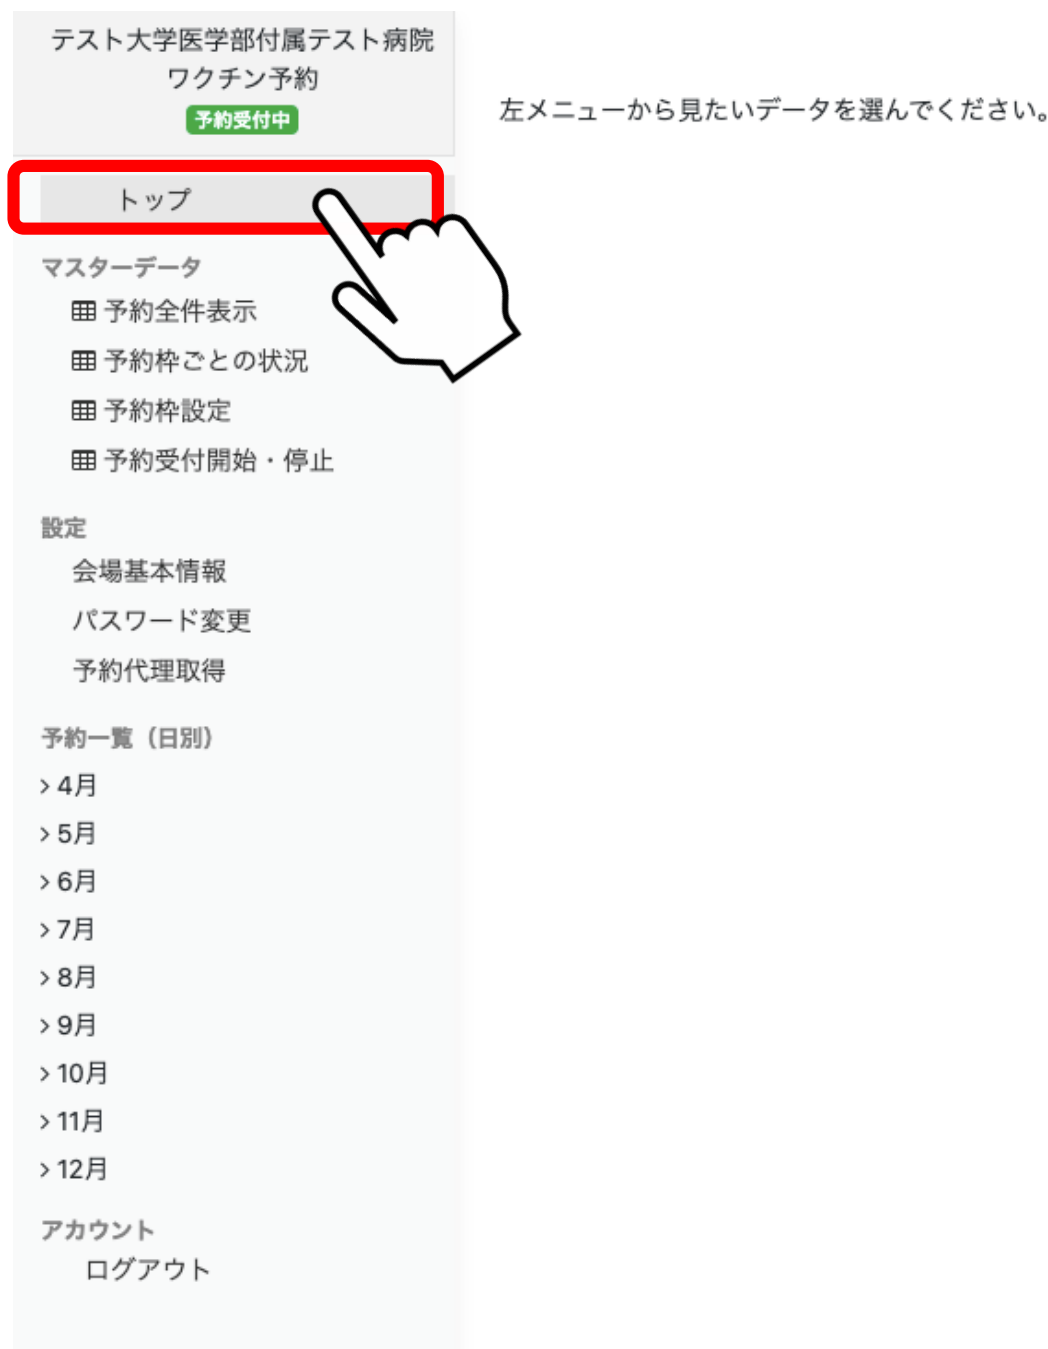 テスト大学医学部付属テスト病院
ワクチン予約
予約受付中
左メニューから見たいデータを選んでください。
トップ
マスターデータ
予約全件表示
予約枠ごとの状況
予約枠設定
予約受付開始・停止
設定
会場基本情報
パスワード変更
予約代理取得
予約一覧（日別）
> 4月
> 5月
> 6月
> 7月
> 8月
> 9月
> 10月
> 11月
> 12月
アカウント
ログアウト